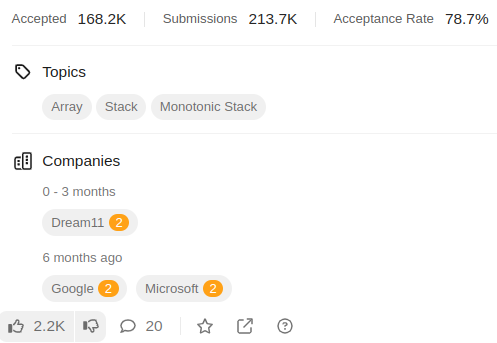 Accepted 168.2K Submissions 213.7K Acceptance Rate 78.7%
Topics
Array Stack Monotonic Stack
Companies
0 - 3 months
Dream11 2
6 months ago
Google 2 Microsoft 2
2.2K 20